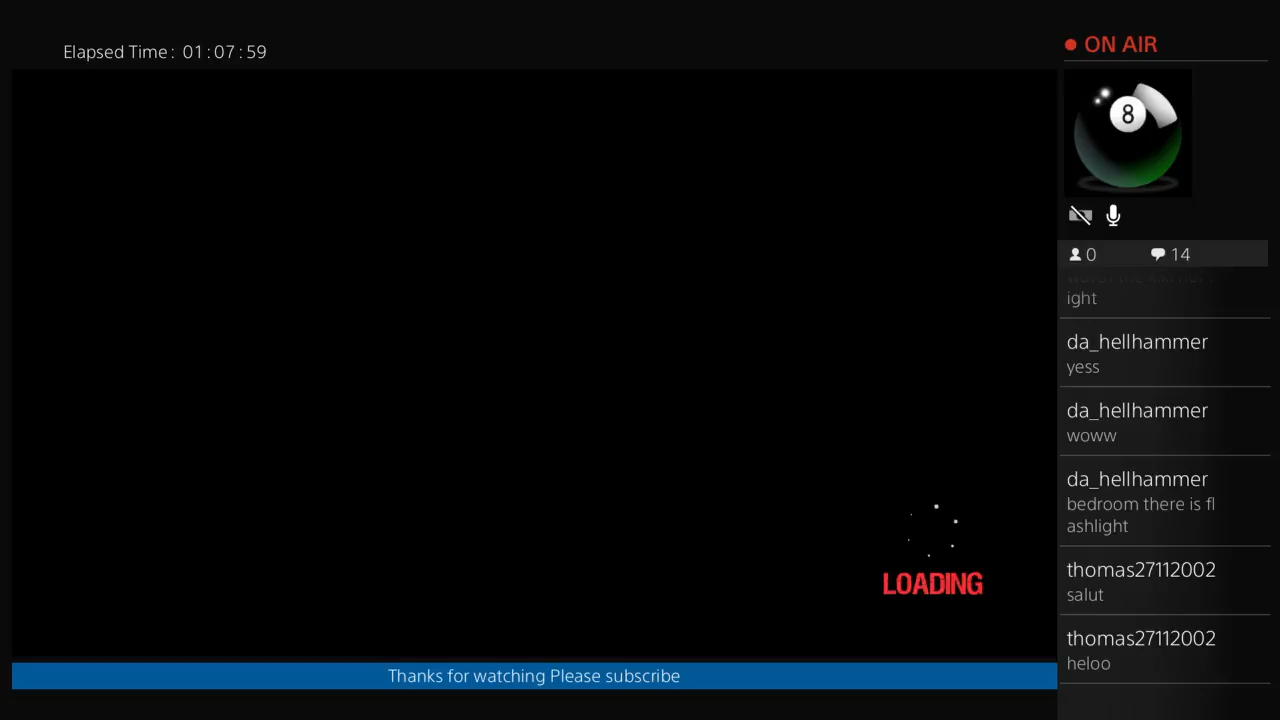 Elapsed Time: 01:07:59
ON AIR
8
0 14
ight
da_hellhammer
yess
da_hellhammer
woww
da_hellhammer
bedroom there is fl
ashlight
thomas27112002
salut
thomas27112002
heloo
LOADING
Thanks for watching Please subscribe